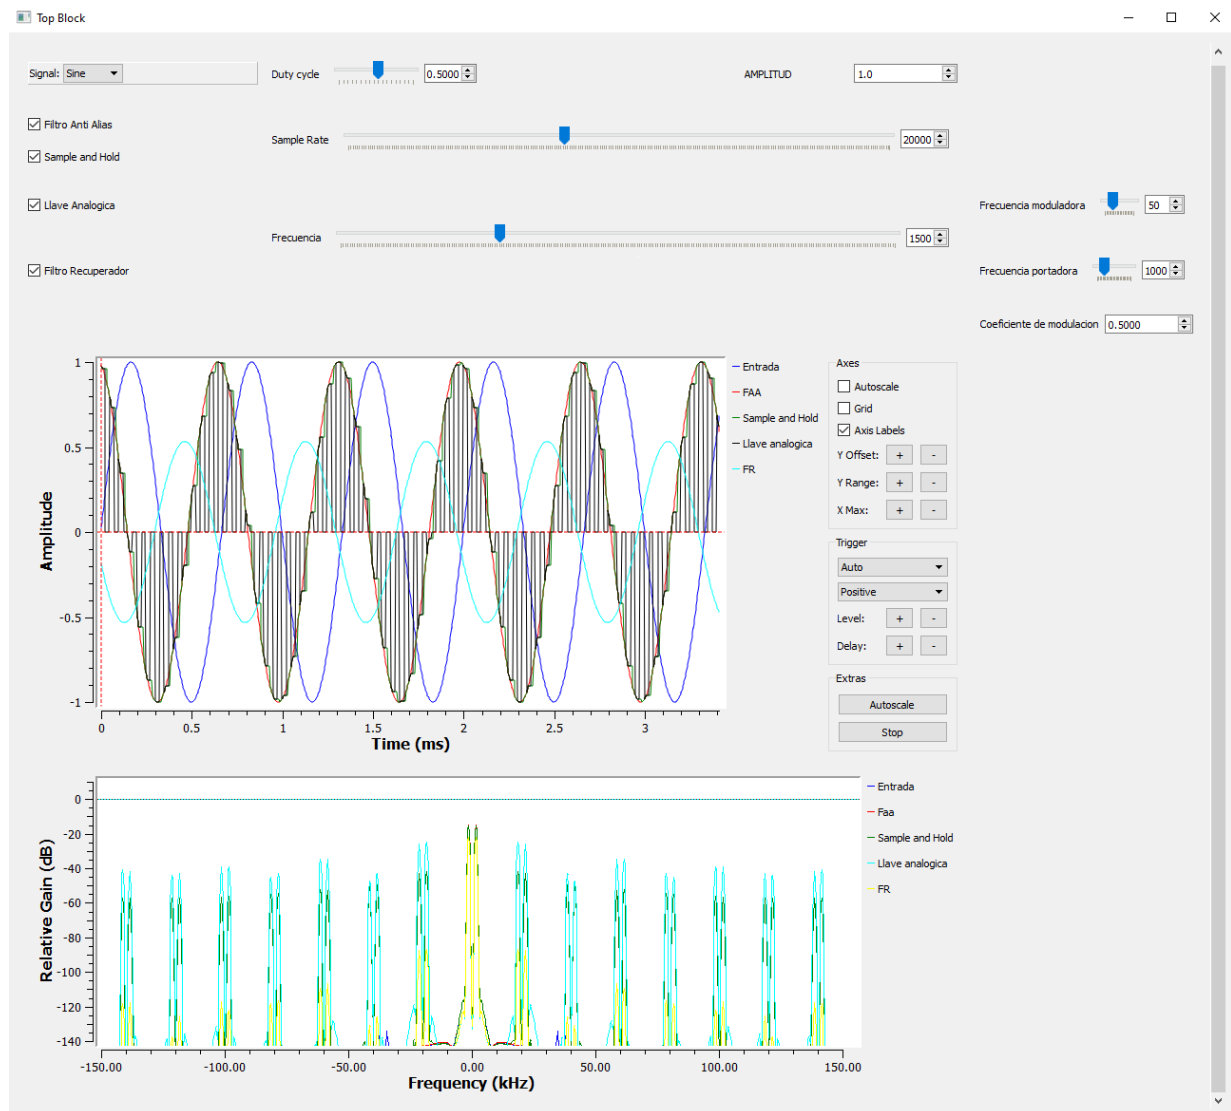 Top Block
Signal: Sine
Duty cycle 0.5000
AMPLITUD 1.0
Filtro Anti Alias
Sample Rate 20000
Sample and Hold
Llave Analogica
Frecuencia moduladora 50
Frecuencia 1500
Filtro Recuperador
Frecuencia portadora 1000
Coeficiente de modulacion 0.5000
Amplitude
1
0.5
0
-0.5
-1
0 0.5 1 1.5 2 2.5 3
Time (ms)
Entrada
FAA
Sample and Hold
Llave analogica
FR
Axes
Autoscale
Grid
Axis Labels
Y Offset: + -
Y Range: + -
X Max: + -
Trigger
Auto
Positive
Level: + -
Delay: + -
Extras
Autoscale
Stop
Relative Gain (dB)
0
-20
-40
-60
-80
-100
-120
-140
-150.00 -100.00 -50.00 0.00 50.00 100.00 150.00
Frequency (kHz)
Entrada
Faa
Sample and Hold
Llave analogica
FR